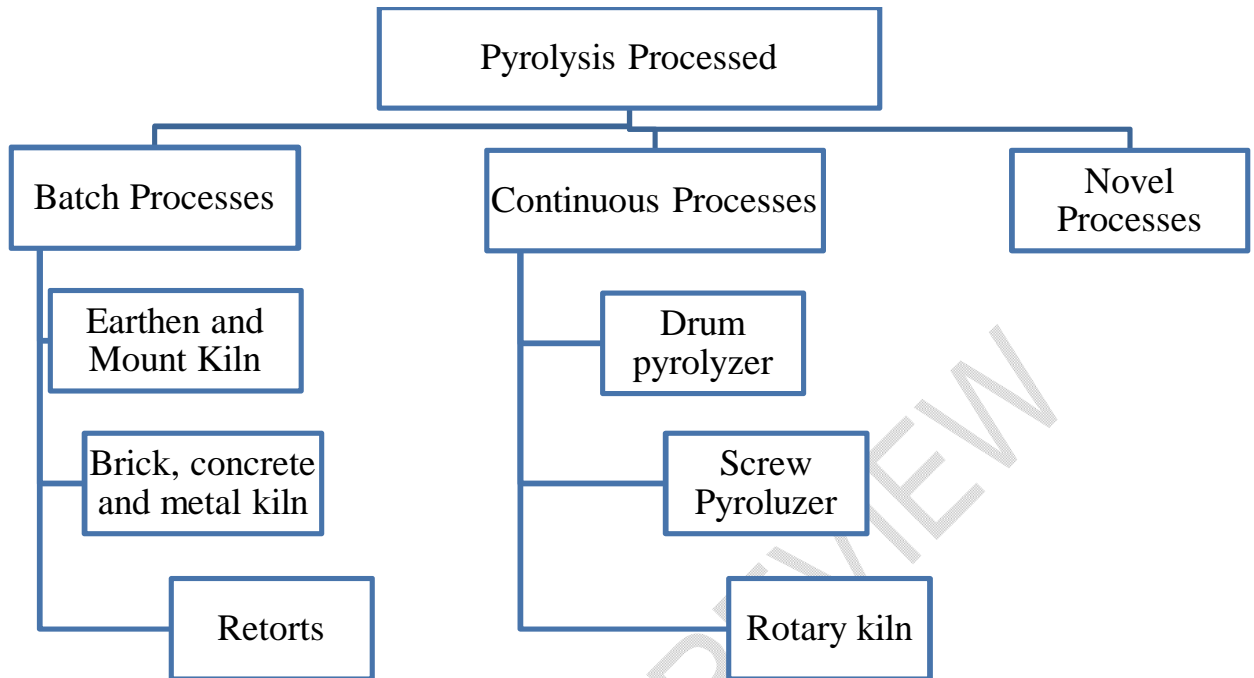 Pyrolysis Processed
Batch Processes
Continuous Processes
Novel
Processes
Earthen and
Mount Kiln
Drum
pyrolyzer
Brick, concrete
and metal kiln
Screw
Pyroluzer
Retorts
Rotary kiln
REVIEW